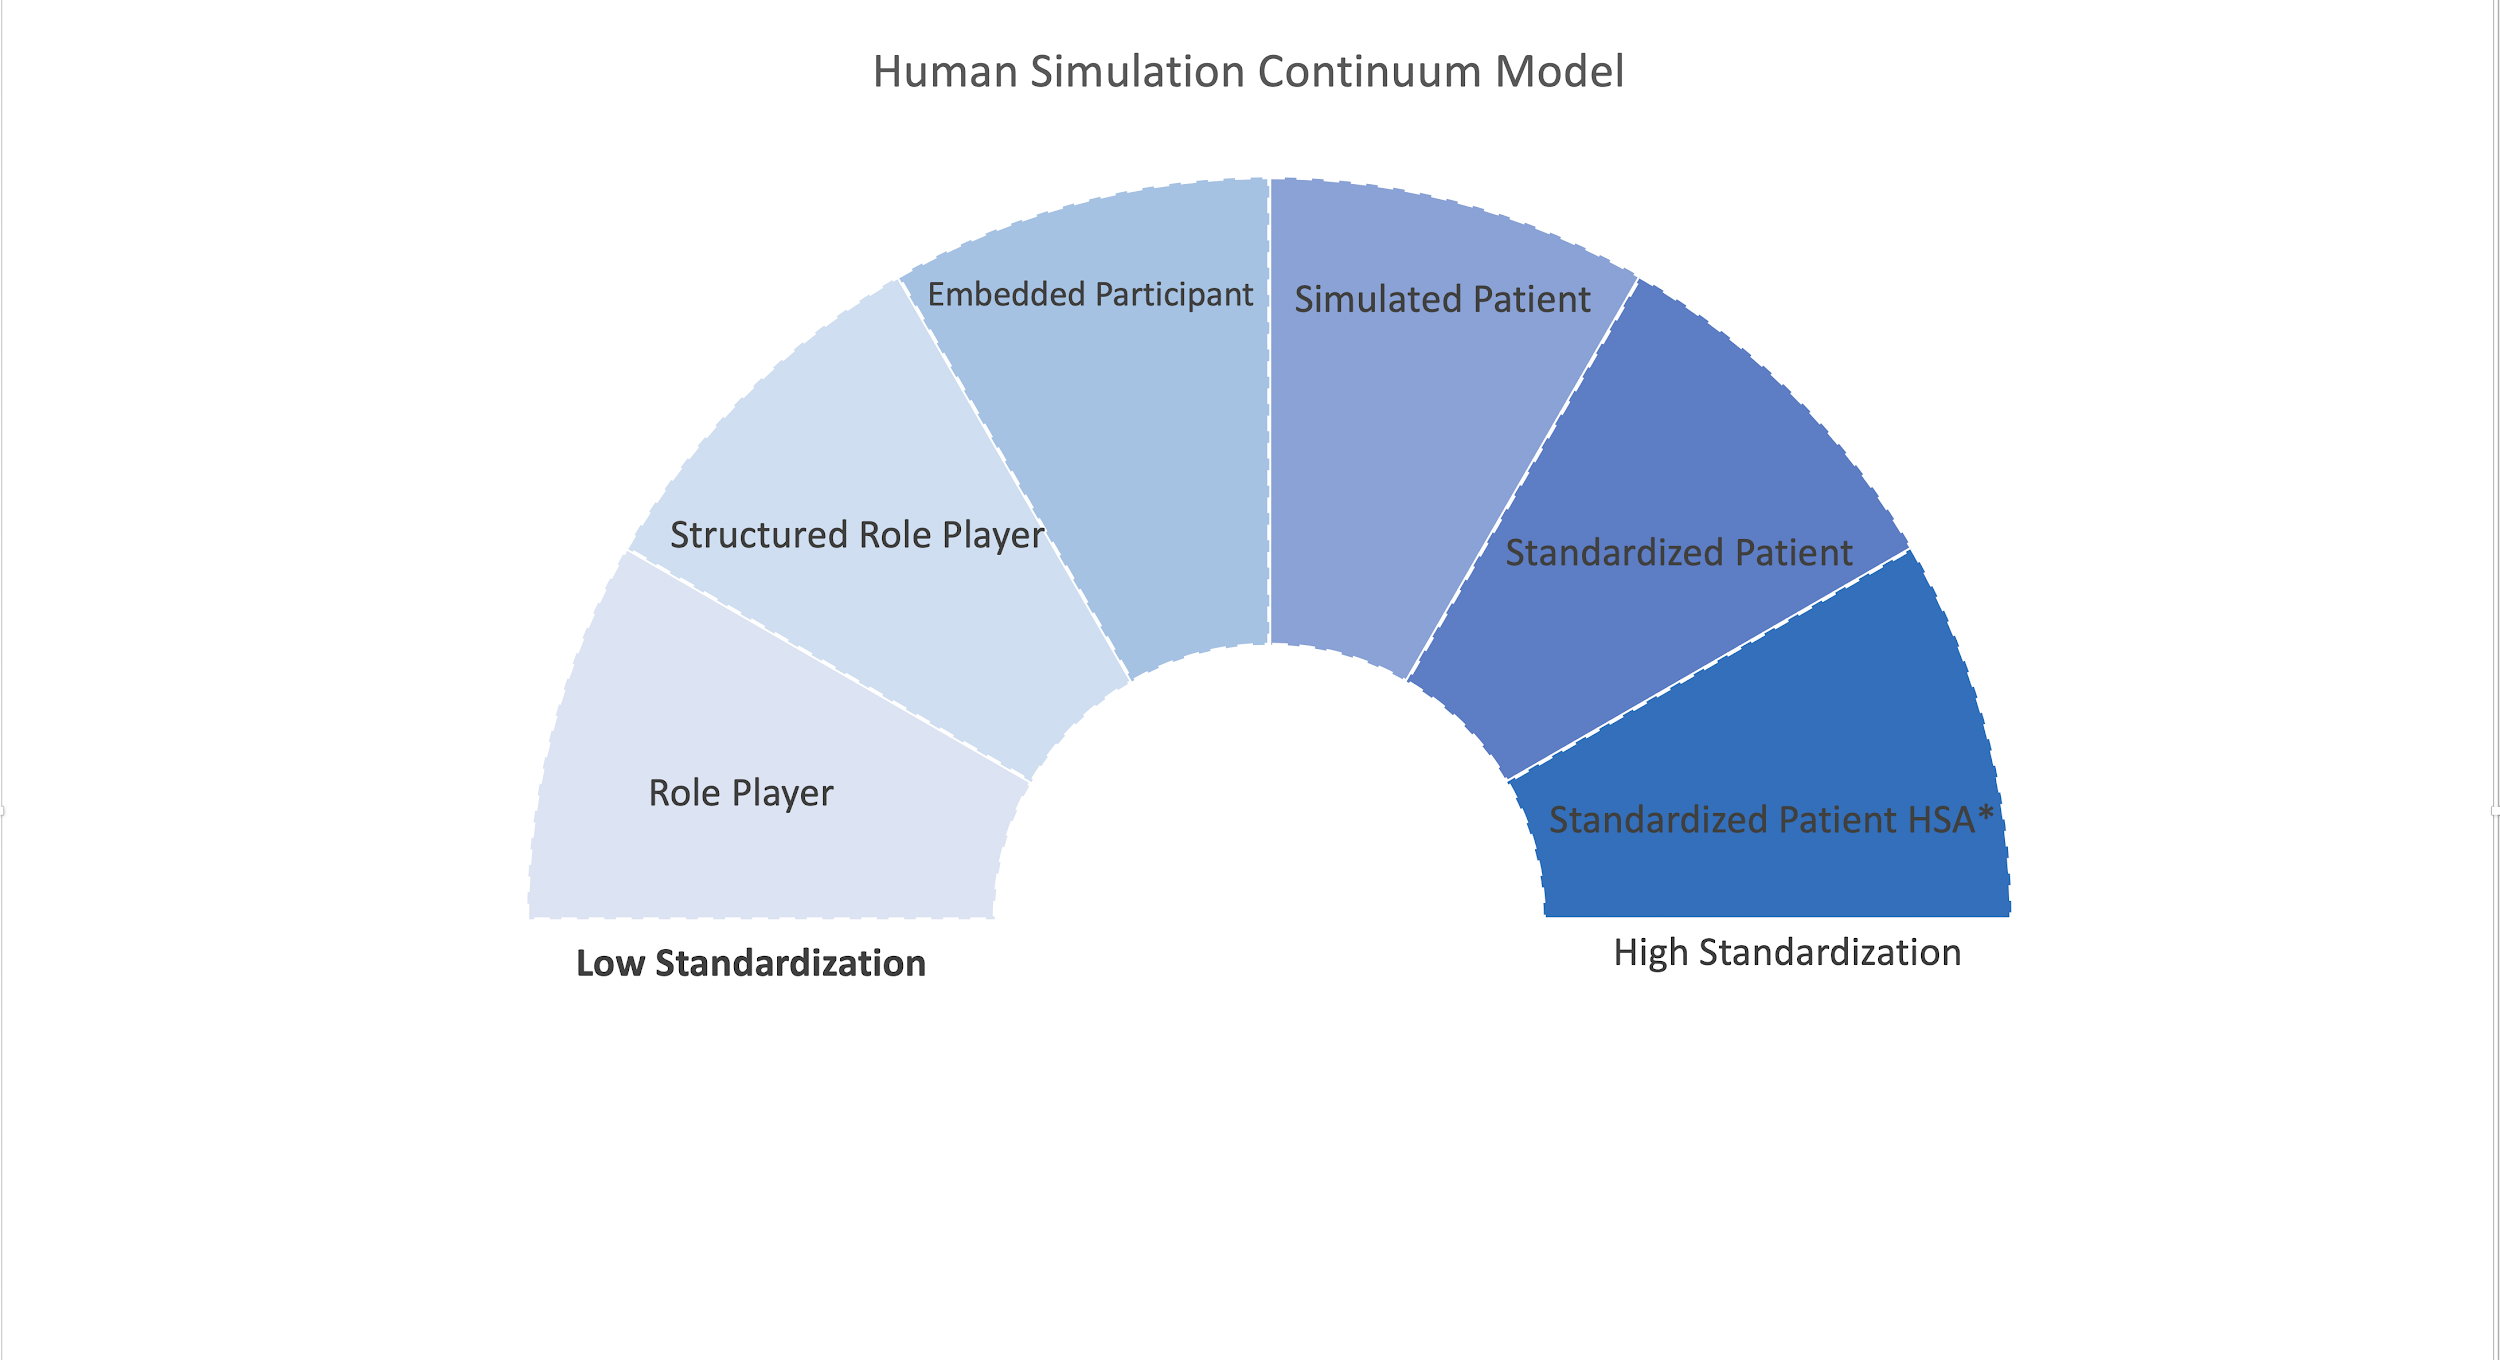 Human Simulation Continuum Model
Embedded Participant
Simulated Patient
Structured Role Player
Standardized Patient
Role Player
Standardized Patient HSA*
Low Standardization
High Standardization